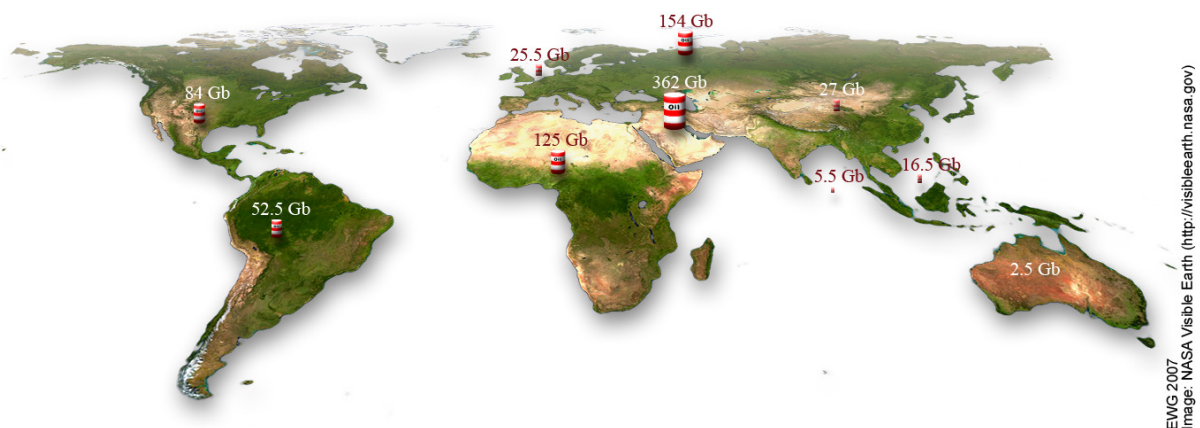 154 Gb
25.5 Gb
84 Gb
362 Gb
Oil
27 Gb
125 Gb
16.5 Gb
5.5 Gb
52.5 Gb
2.5 Gb
EWG 2007
Image: NASA Visible Earth (http://visibleearth.nasa.gov)